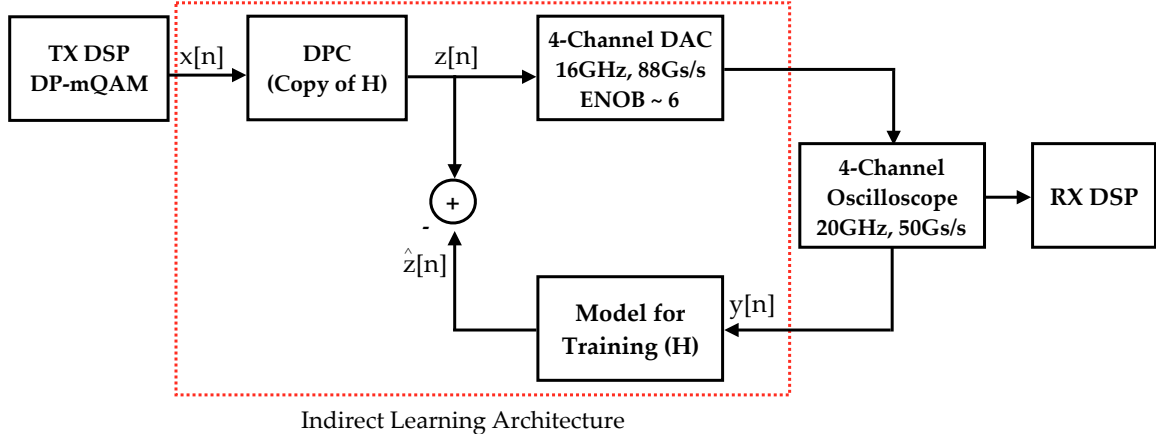 TX DSP
DP-mQAM
x[n]
DPC
(Copy of H)
z[n]
4-Channel DAC
16GHz, 88Gs/s
ENOB ~ 6
4-Channel
Oscilloscope
20GHz, 50Gs/s
RX DSP
+
-
ẑ[n]
Model for
Training (H)
y[n]
Indirect Learning Architecture